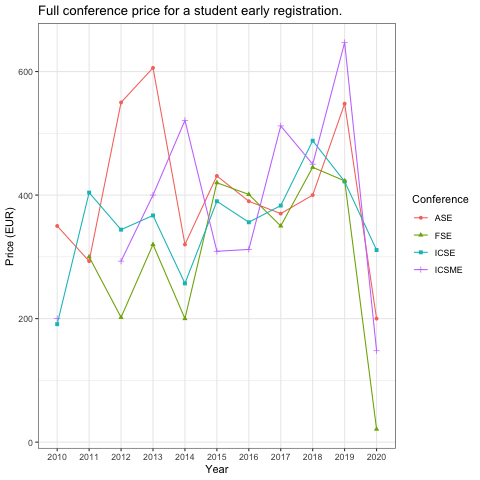 Full conference price for a student early registration.
Price (EUR)
600
400
200
0
2010 2011 2012 2013 2014 2015 2016 2017 2018 2019 2020
Year
Conference
ASE
FSE
ICSE
ICSME